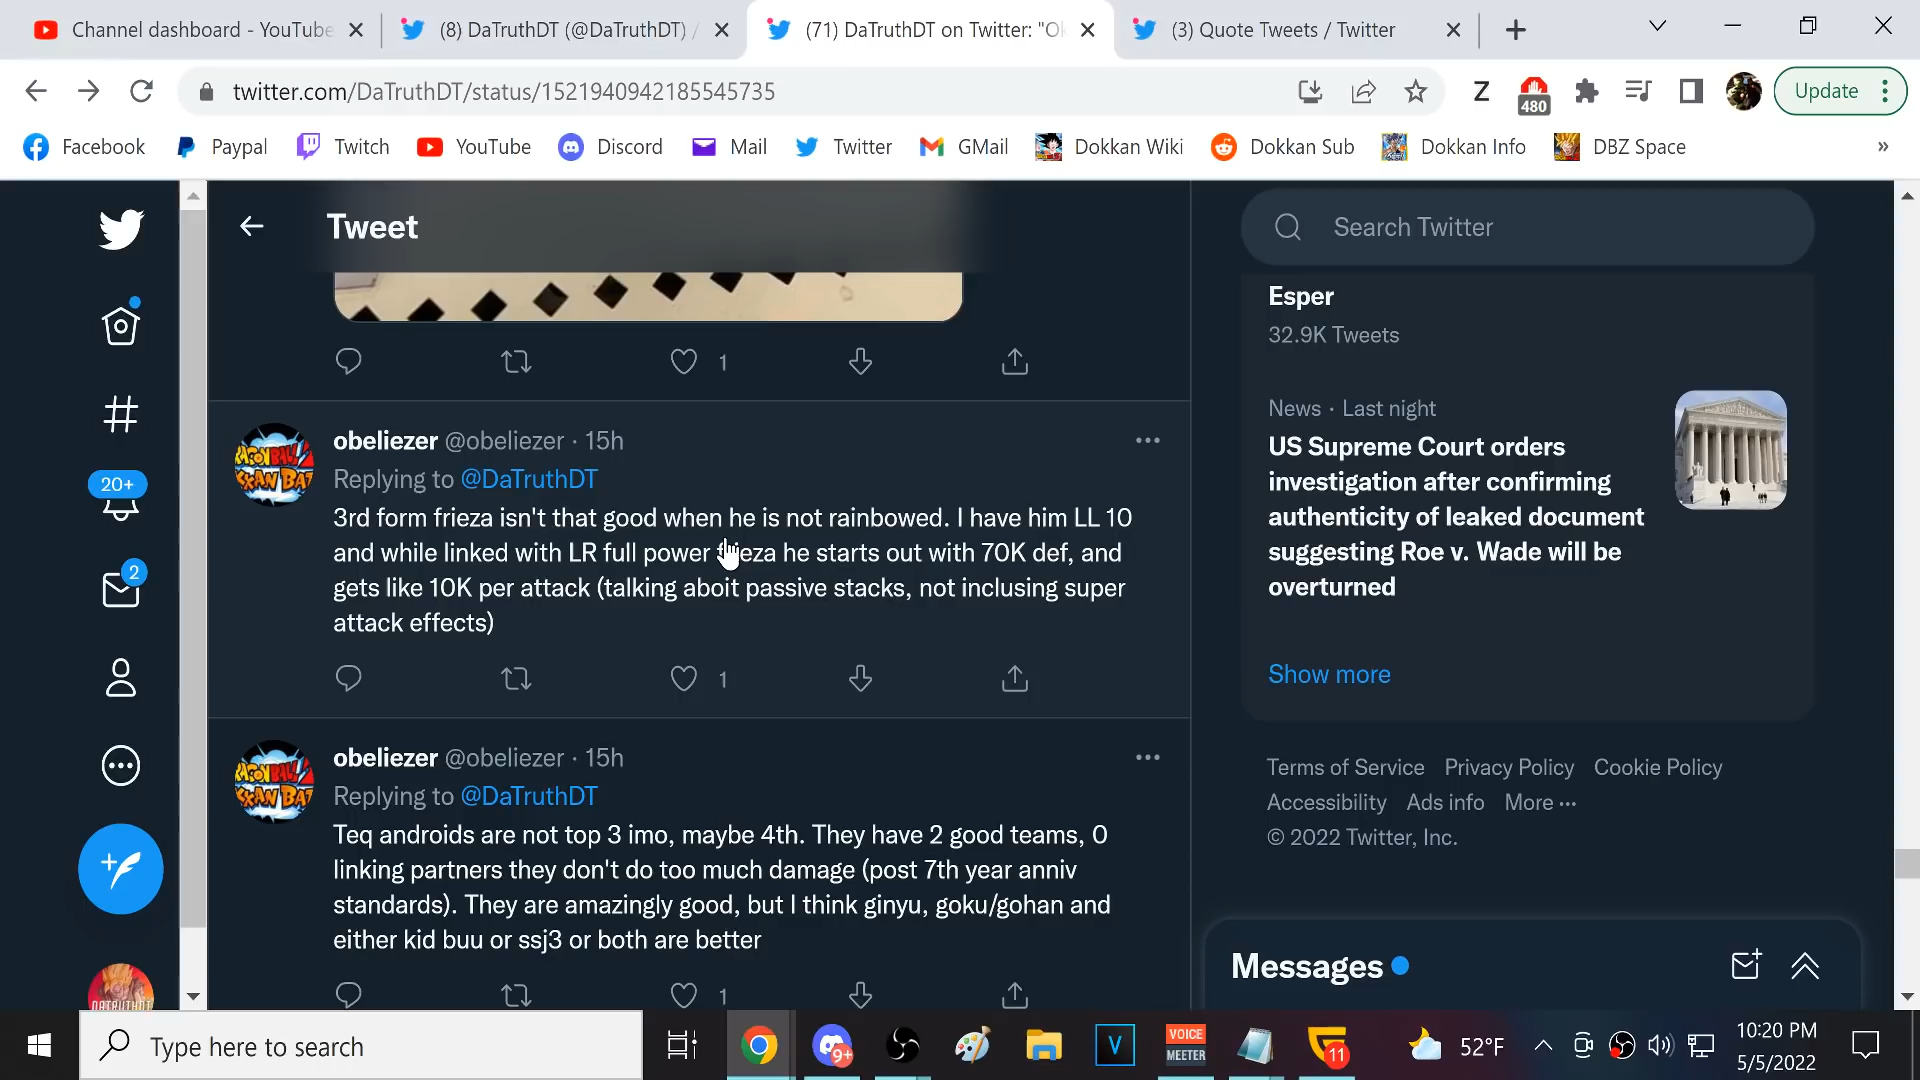 Channel dashboard - YouTube
(8) DaTruthDT (@DaTruthDT) /
(71) DaTruthDT on Twitter: "O
(3) Quote Tweets / Twitter
twitter.com/DaTruthDT/status/1521940942185545735
Z
480
Update
Facebook
Paypal
Twitch
YouTube
Discord
Mail
Twitter
GMail
Dokkan Wiki
Dokkan Sub
Dokkan Info
DBZ Space
»
Tweet
Search Twitter
Esper
32.9K Tweets
1
News · Last night
US Supreme Court orders
investigation after confirming
authenticity of leaked document
suggesting Roe v. Wade will be
overturned
Show more
20+
2
obeliezer @obeliezer · 15h
Replying to @DaTruthDT
3rd form frieza isn't that good when he is not rainbowed. I have him LL 10
and while linked with LR full power frieza he starts out with 70K def, and
gets like 10K per attack (talking aboit passive stacks, not inclusing super
attack effects)
1
obeliezer @obeliezer · 15h
Replying to @DaTruthDT
Teq androids are not top 3 imo, maybe 4th. They have 2 good teams, 0
linking partners they don't do too much damage (post 7th year anniv
standards). They are amazingly good, but I think ginyu, goku/gohan and
either kid buu or ssj3 or both are better
1
Terms of Service Privacy Policy Cookie Policy
Accessibility Ads info More ···
© 2022 Twitter, Inc.
Messages
DATRUTHDT
Type here to search
9+
V
VOICE
MEETER
11
52°F
10:20 PM
5/5/2022